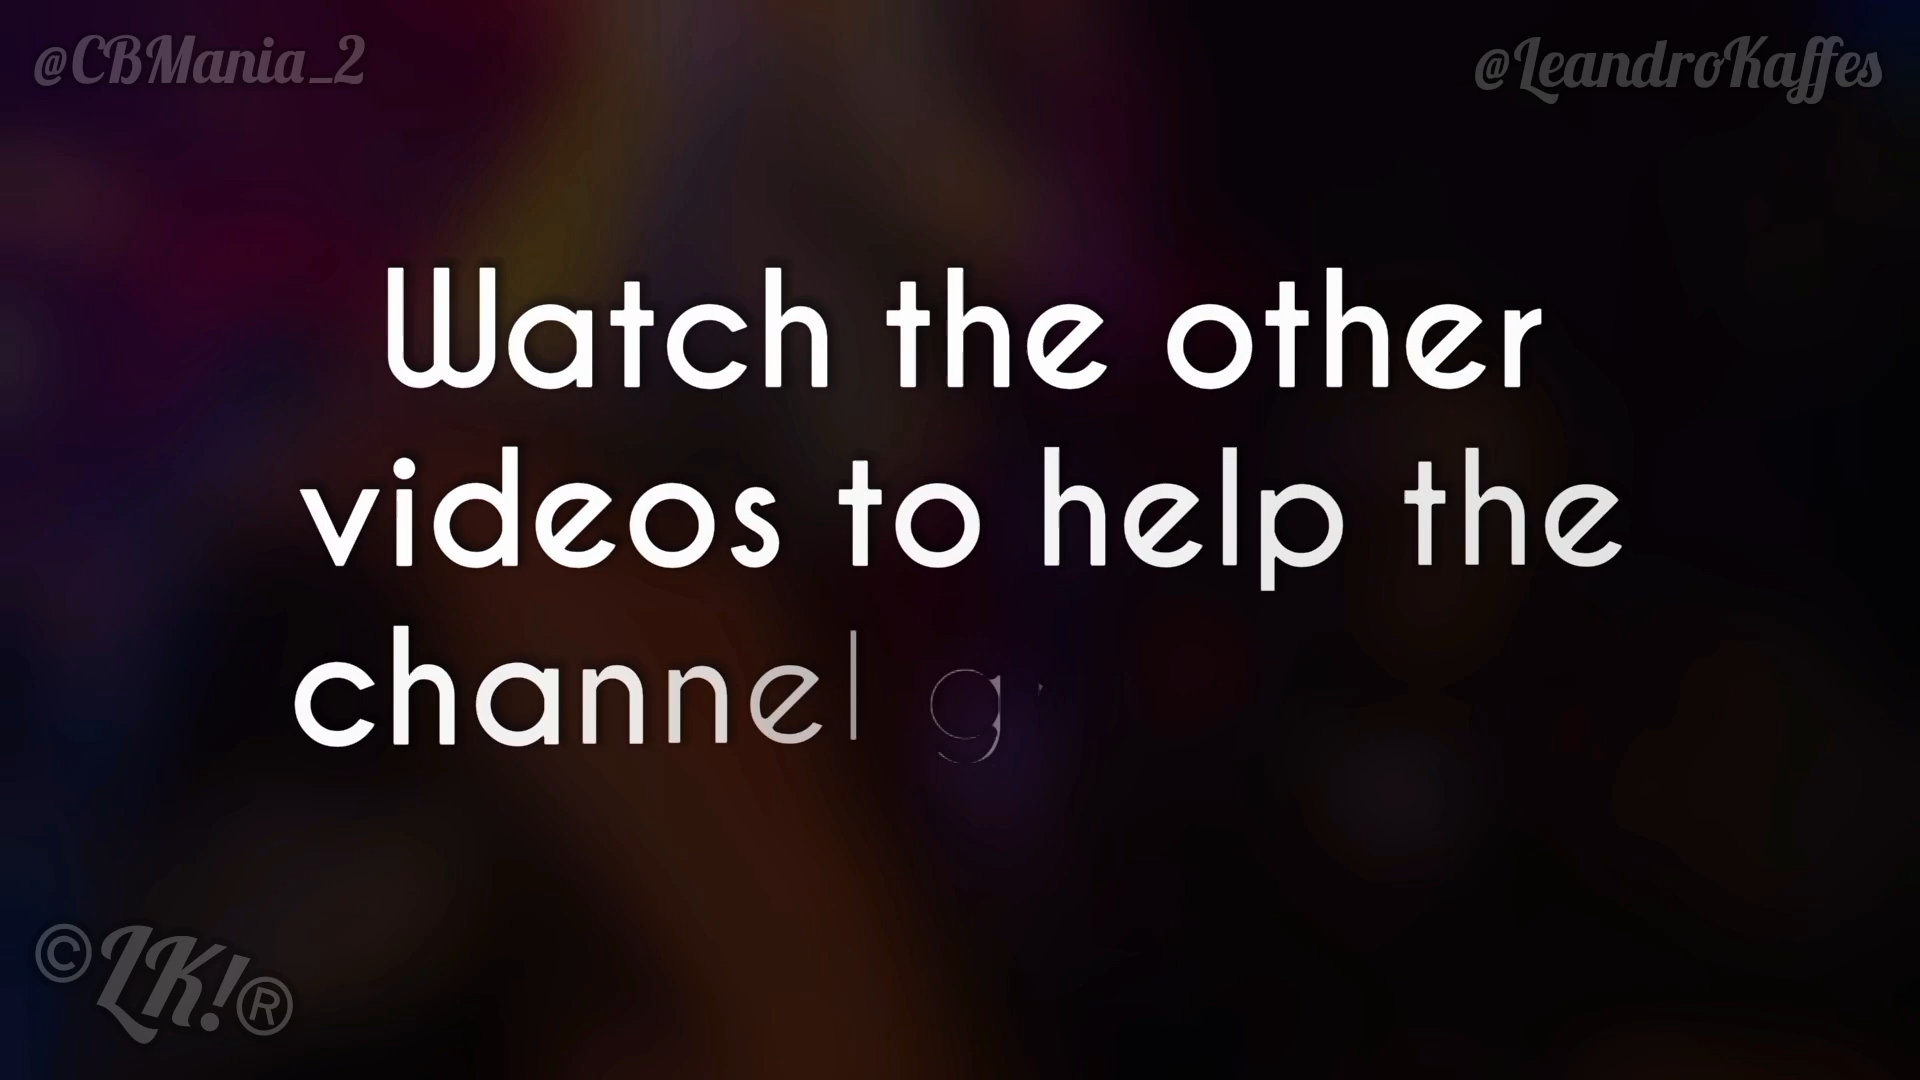 @CBMania_2
@LeandroKaffes
Watch the other
videos to help the
channel g
©LK!®